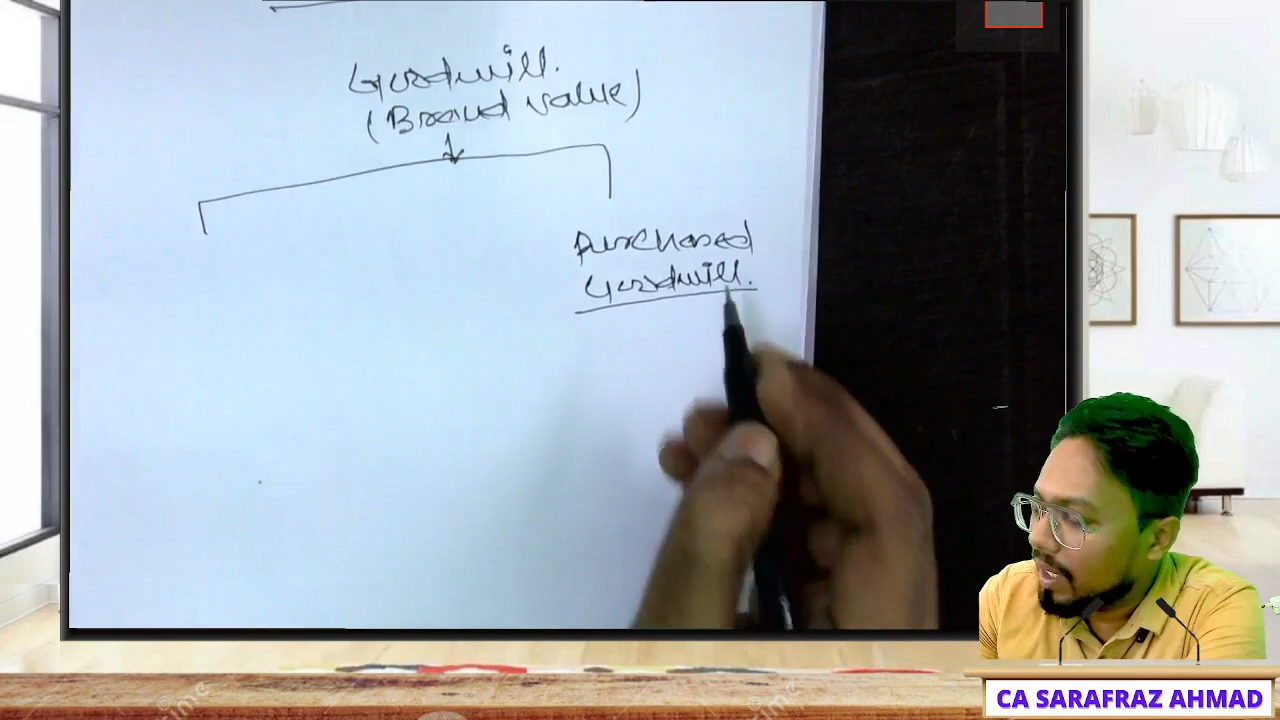 Goodwill.
(Brand value)
Purchased
Goodwill.
CA SARAFRAZ AHMAD